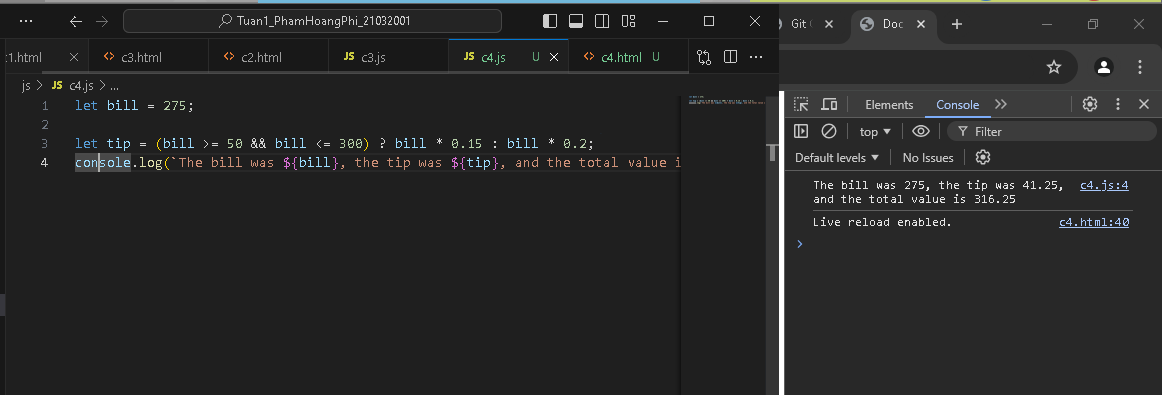 Tuan1_PhamHoangPhi_21032001
:1.html
c3.html
c2.html
JS c3.js
JS c4.js U
c4.html U
js > JS c4.js > ...
1 let bill = 275;
2
3 let tip = (bill >= 50 && bill <= 300) ? bill * 0.15 : bill * 0.2;
4 console.log(`The bill was ${bill}, the tip was ${tip}, and the total value i
Git
Doc
Elements
Console
top
Filter
Default levels
No Issues
The bill was 275, the tip was 41.25, c4.js:4
and the total value is 316.25
Live reload enabled. c4.html:40
T